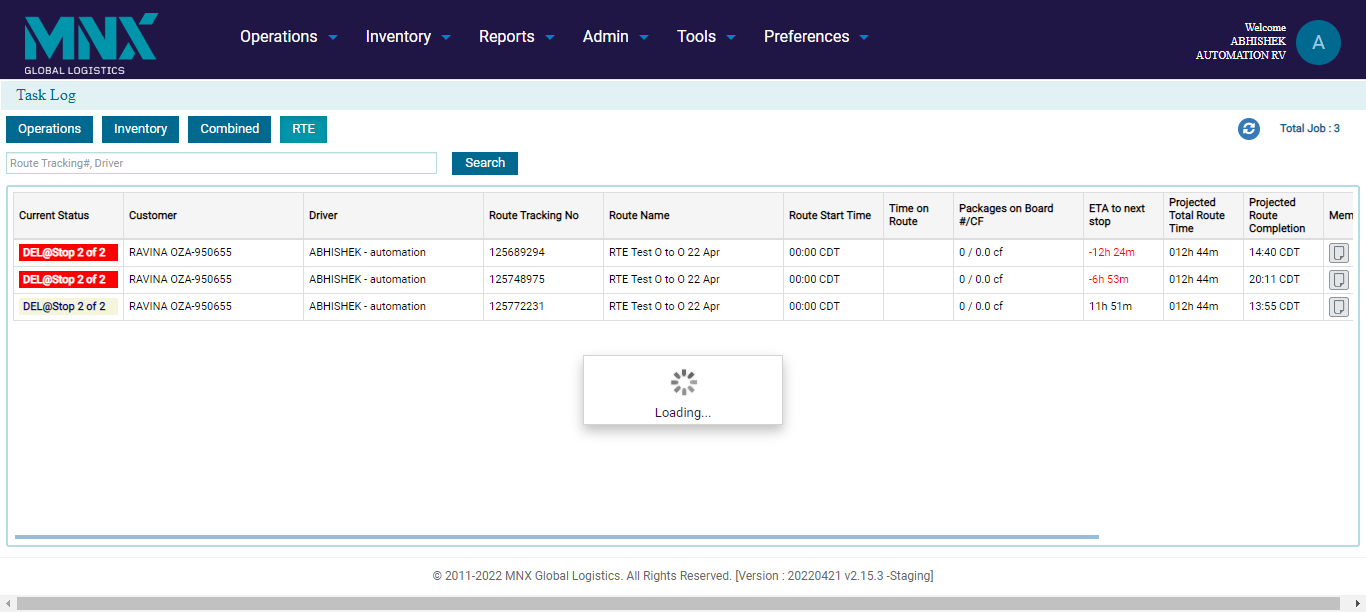 MNX
GLOBAL LOGISTICS
Operations Inventory Reports Admin Tools Preferences
Welcome
ABHISHEK
AUTOMATION RV
A
Task Log
Operations Inventory Combined RTE
Total Job : 3
Route Tracking#, Driver
Search
Current Status Customer Driver Route Tracking No Route Name Route Start Time Time on Route Packages on Board #/CF ETA to next stop Projected Total Route Time Projected Route Completion Mem
DEL@Stop 2 of 2 RAVINA OZA-950655 ABHISHEK - automation 125689294 RTE Test O to O 22 Apr 00:00 CDT 0 / 0.0 cf -12h 24m 012h 44m 14:40 CDT
DEL@Stop 2 of 2 RAVINA OZA-950655 ABHISHEK - automation 125748975 RTE Test O to O 22 Apr 00:00 CDT 0 / 0.0 cf -6h 53m 012h 44m 20:11 CDT
DEL@Stop 2 of 2 RAVINA OZA-950655 ABHISHEK - automation 125772231 RTE Test O to O 22 Apr 00:00 CDT 0 / 0.0 cf 11h 51m 012h 44m 13:55 CDT
Loading...
© 2011-2022 MNX Global Logistics. All Rights Reserved. [Version : 20220421 v2.15.3 -Staging]